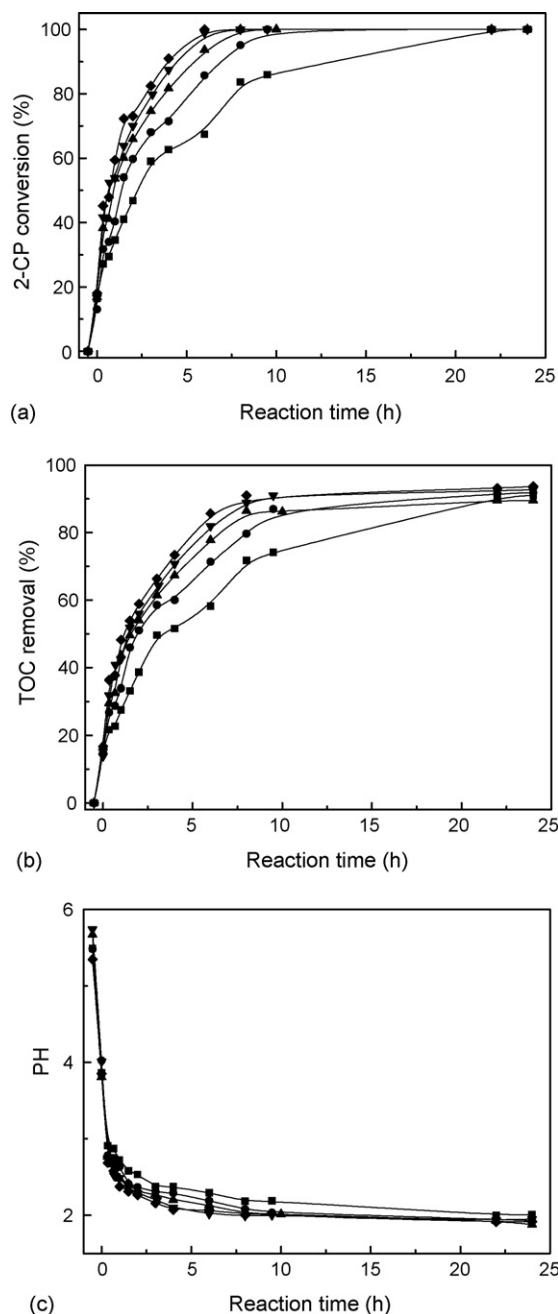 100
80
60
40
20
0
2-CP conversion (%)
0 5 10 15 20 25
(a) Reaction time (h)
100
80
60
40
20
0
TOC removal (%)
0 5 10 15 20 25
(b) Reaction time (h)
6
4
2
PH
0 5 10 15 20 25
(c) Reaction time (h)